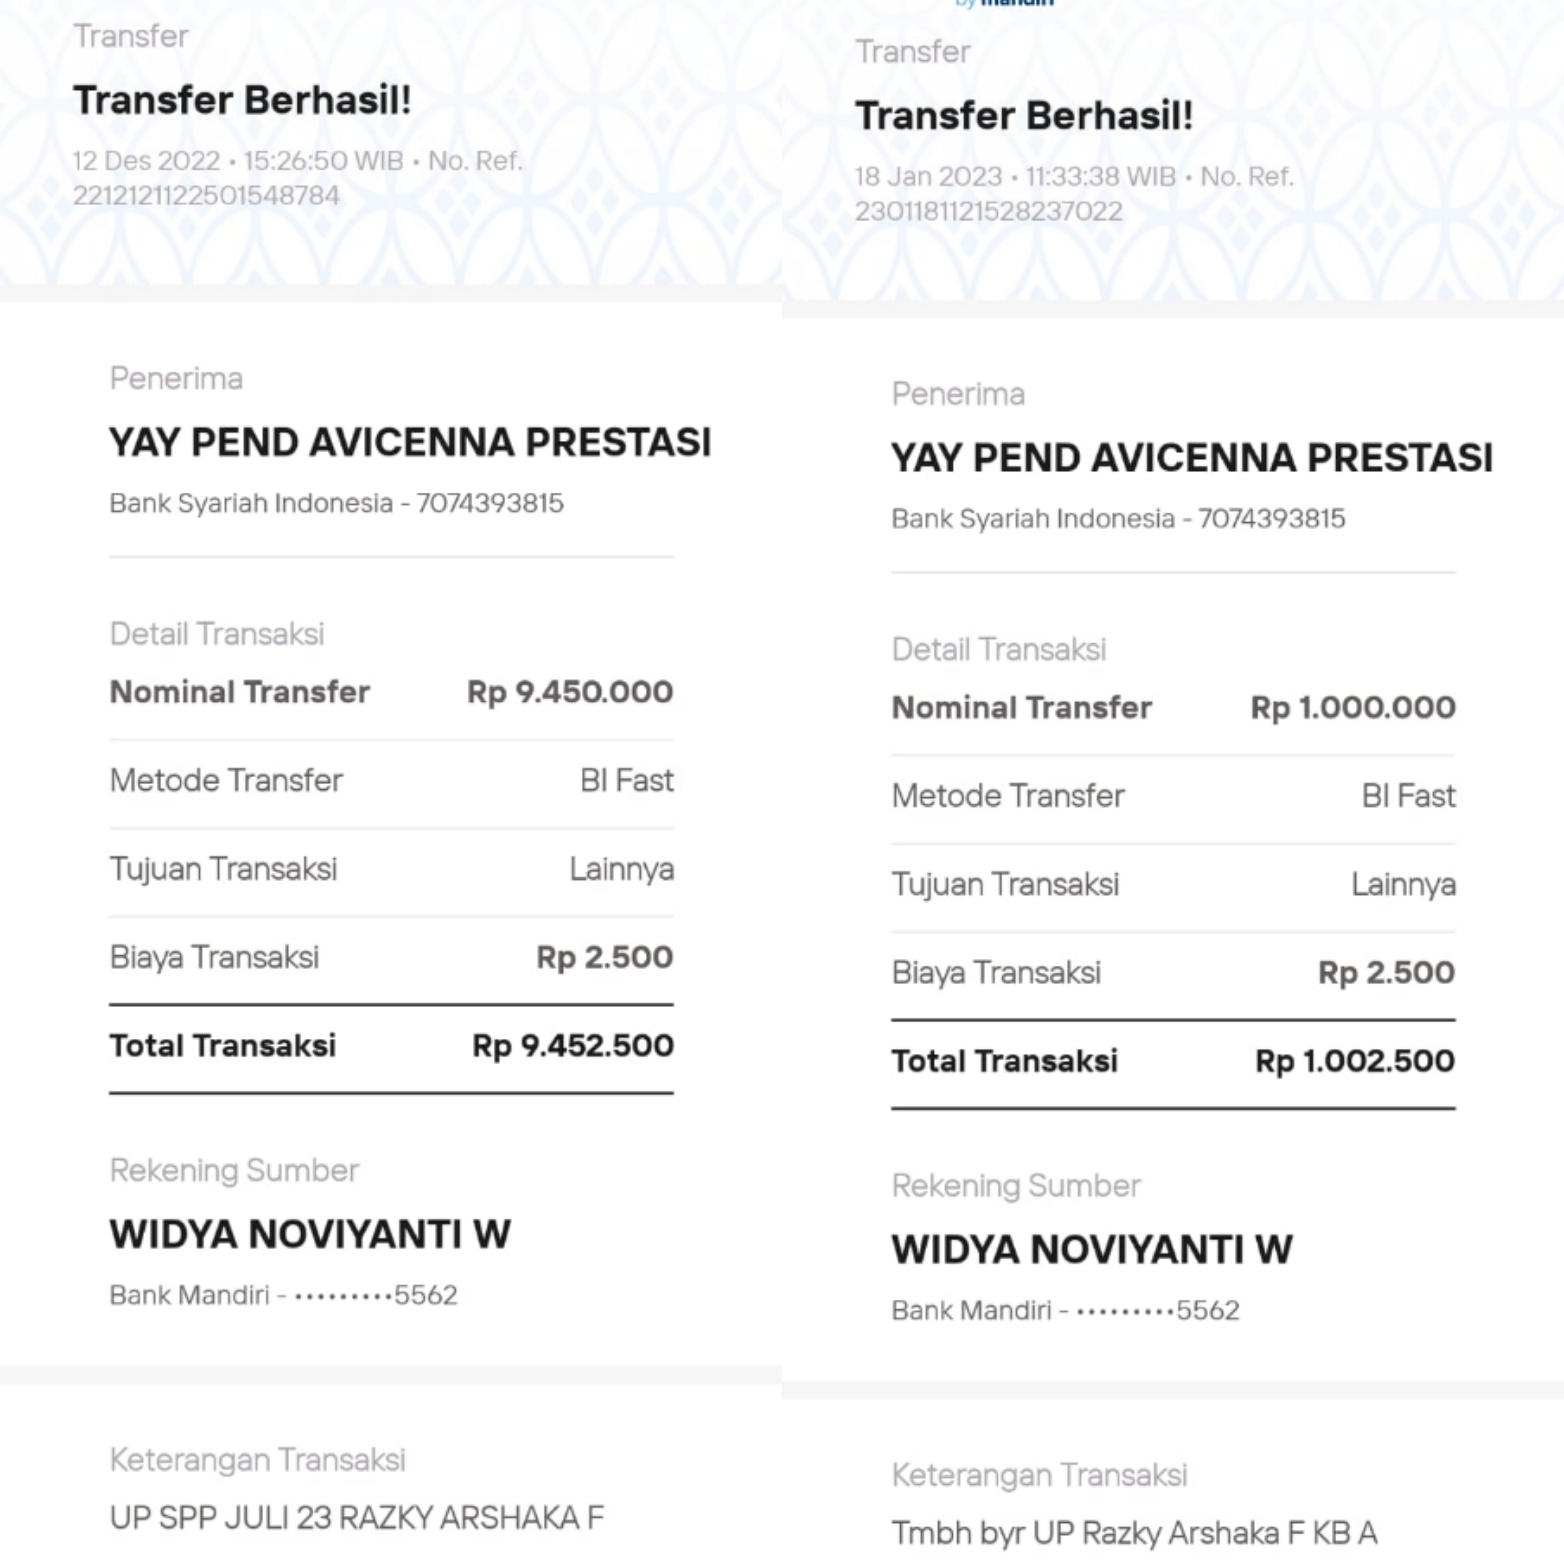 Transfer
Transfer Berhasil!
12 Des 2022 • 15:26:50 WIB • No. Ref.
2212121122501548784
Penerima
YAY PEND AVICENNA PRESTASI
Bank Syariah Indonesia - 7074393815
Detail Transaksi
Nominal Transfer Rp 9.450.000
Metode Transfer BI Fast
Tujuan Transaksi Lainnya
Biaya Transaksi Rp 2.500
Total Transaksi Rp 9.452.500
Rekening Sumber
WIDYA NOVIYANTI W
Bank Mandiri - •••••••••5562
Keterangan Transaksi
UP SPP JULI 23 RAZKY ARSHAKA F
by mandiri
Transfer
Transfer Berhasil!
18 Jan 2023 • 11:33:38 WIB • No. Ref.
2301181121528237022
Penerima
YAY PEND AVICENNA PRESTASI
Bank Syariah Indonesia - 7074393815
Detail Transaksi
Nominal Transfer Rp 1.000.000
Metode Transfer BI Fast
Tujuan Transaksi Lainnya
Biaya Transaksi Rp 2.500
Total Transaksi Rp 1.002.500
Rekening Sumber
WIDYA NOVIYANTI W
Bank Mandiri - •••••••••5562
Keterangan Transaksi
Tmbh byr UP Razky Arshaka F KB A